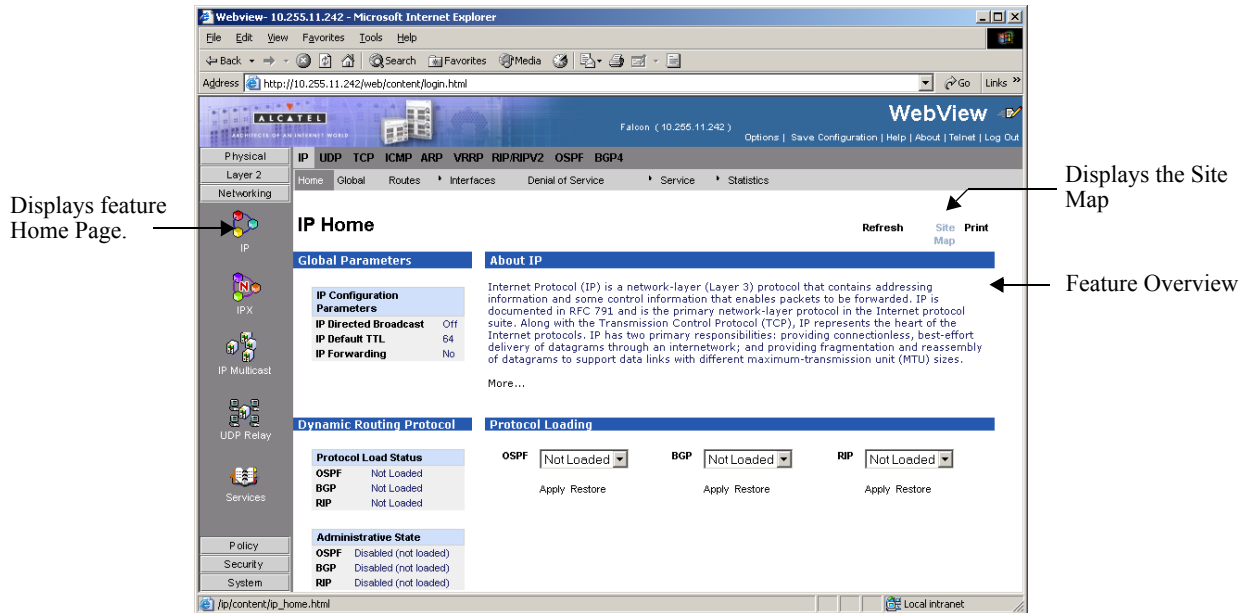 Webview- 10.255.11.242 - Microsoft Internet Explorer
File Edit View Favorites Tools Help
Back Search Favorites Media
Address http://10.255.11.242/web/content/login.html Go Links »
ALCATEL
ARCHITECTS OF AN INTERNET WORLD
WebView
Falcon ( 10.255.11.242 )
Options | Save Configuration | Help | About | Telnet | Log Out
Physical
Layer 2
Networking
IP UDP TCP ICMP ARP VRRP RIP/RIPV2 OSPF BGP4
Home Global Routes Interfaces Denial of Service Service Statistics
Displays feature
Home Page.
Displays the Site
Map
Feature Overview
IP
IPX
IP Multicast
UDP Relay
Services
Policy
Security
System
IP Home
Refresh Site Map Print
Global Parameters
IP Configuration
Parameters
IP Directed Broadcast Off
IP Default TTL 64
IP Forwarding No
About IP
Internet Protocol (IP) is a network-layer (Layer 3) protocol that contains addressing
information and some control information that enables packets to be forwarded. IP is
documented in RFC 791 and is the primary network-layer protocol in the Internet protocol
suite. Along with the Transmission Control Protocol (TCP), IP represents the heart of the
Internet protocols. IP has two primary responsibilities: providing connectionless, best-effort
delivery of datagrams through an internetwork; and providing fragmentation and reassembly
of datagrams to support data links with different maximum-transmission unit (MTU) sizes.
More...
Dynamic Routing Protocol
Protocol Load Status
OSPF Not Loaded
BGP Not Loaded
RIP Not Loaded
Administrative State
OSPF Disabled (not loaded)
BGP Disabled (not loaded)
RIP Disabled (not loaded)
Protocol Loading
OSPF Not Loaded BGP Not Loaded RIP Not Loaded
Apply Restore Apply Restore Apply Restore
/ip/content/ip_home.html Local intranet